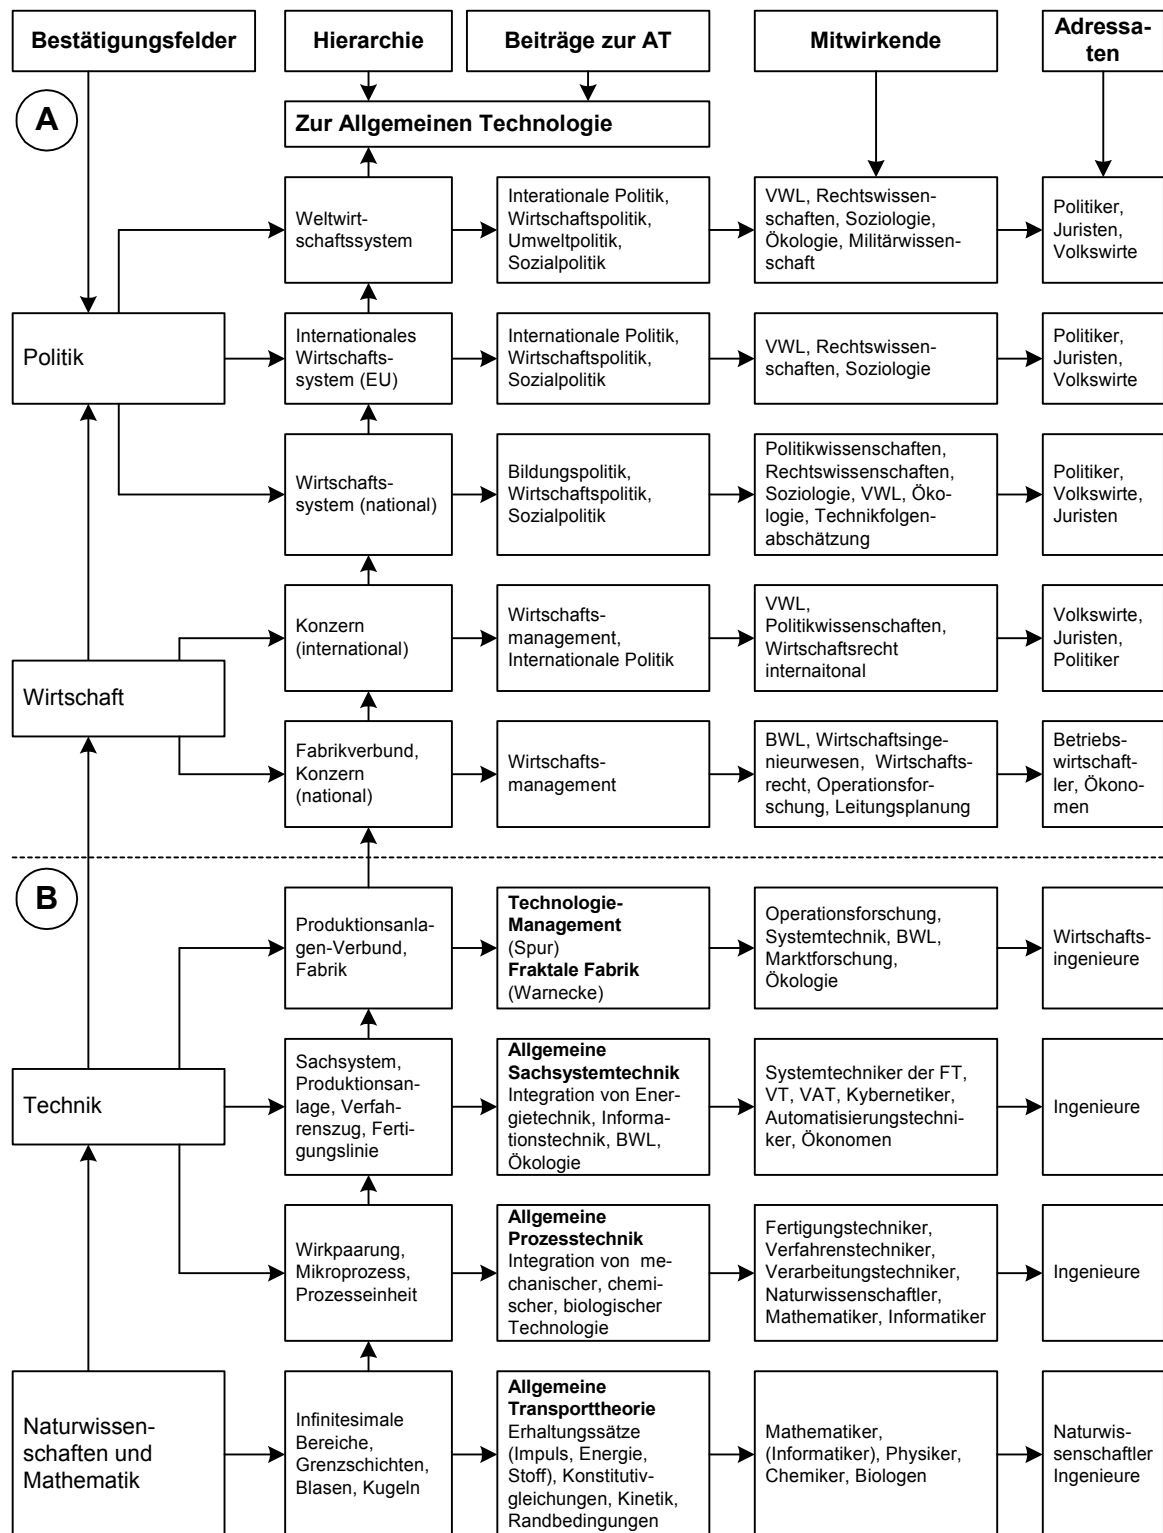 Bestätigungsfelder
Hierarchie
Beiträge zur AT
Mitwirkende
Adressa-
ten
A
Zur Allgemeinen Technologie
Politik
Weltwirt-
schaftssystem
Interationale Politik,
Wirtschaftspolitik,
Umweltpolitik,
Sozialpolitik
VWL, Rechtswissen-
schaften, Soziologie,
Ökologie, Militärwissen-
schaft
Politiker,
Juristen,
Volkswirte
Internationales
Wirtschafts-
system (EU)
Internationale Politik,
Wirtschaftspolitik,
Sozialpolitik
VWL, Rechtswissen-
schaften, Soziologie
Politiker,
Juristen,
Volkswirte
Wirtschafts-
system (national)
Bildungspolitik,
Wirtschaftspolitik,
Sozialpolitik
Politikwissenschaften,
Rechtswissenschaften,
Soziologie, VWL, Öko-
logie, Technikfolgen-
abschätzung
Politiker,
Volkswirte,
Juristen
Wirtschaft
Konzern
(international)
Wirtschafts-
management,
Internationale Politik
VWL,
Politikwissenschaften,
Wirtschaftsrecht
internaitonal
Volkswirte,
Juristen,
Politiker
Fabrikverbund,
Konzern
(national)
Wirtschafts-
management
BWL, Wirtschaftsinge-
nieurwesen, Wirtschafts-
recht, Operationsfor-
schung, Leitungsplanung
Betriebs-
wirtschaft-
ler, Ökono-
men
B
Technik
Produktionsanla-
gen-Verbund,
Fabrik
Technologie-
Management
(Spur)
Fraktale Fabrik
(Warnecke)
Operationsforschung,
Systemtechnik, BWL,
Marktforschung,
Ökologie
Wirtschafts-
ingenieure
Sachsystem,
Produktionsan-
lage, Verfah-
renszug, Ferti-
gungslinie
Allgemeine
Sachsystemtechnik
Integration von Ener-
gietechnik, Informa-
tionstechnik, BWL,
Ökologie
Systemtechniker der FT,
VT, VAT, Kybernetiker,
Automatisierungstechni-
ker, Ökonomen
Ingenieure
Wirkpaarung,
Mikroprozess,
Prozesseinheit
Allgemeine
Prozesstechnik
Integration von me-
chanischer, chemi-
scher, biologischer
Technologie
Fertigungstechniker,
Verfahrenstechniker,
Verarbeitungstechniker,
Naturwissenschaftler,
Mathematiker, Informatiker
Ingenieure
Naturwissen-
schaften und
Mathematik
Infinitesimale
Bereiche,
Grenzschichten,
Blasen, Kugeln
Allgemeine
Transporttheorie
Erhaltungssätze
(Impuls, Energie,
Stoff), Konstitutiv-
gleichungen, Kinetik,
Randbedingungen
Mathematiker,
(Informatiker), Physiker,
Chemiker, Biologen
Naturwis-
senschaftler
Ingenieure